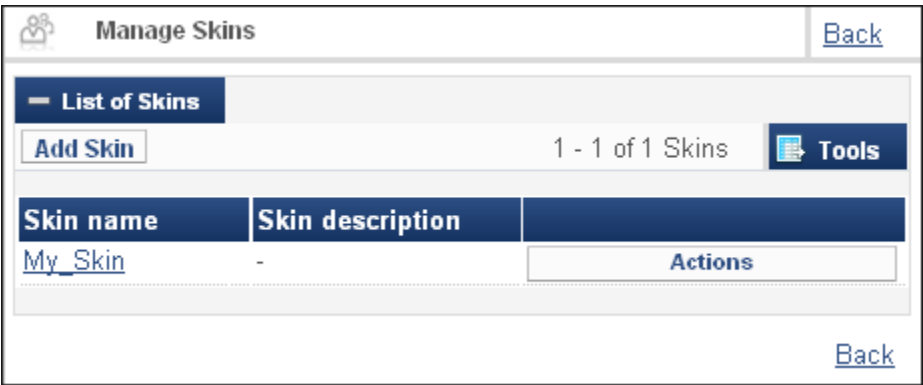 Manage Skins Back
List of Skins
Add Skin 1 - 1 of 1 Skins Tools
Skin name Skin description
My_Skin - Actions
Back